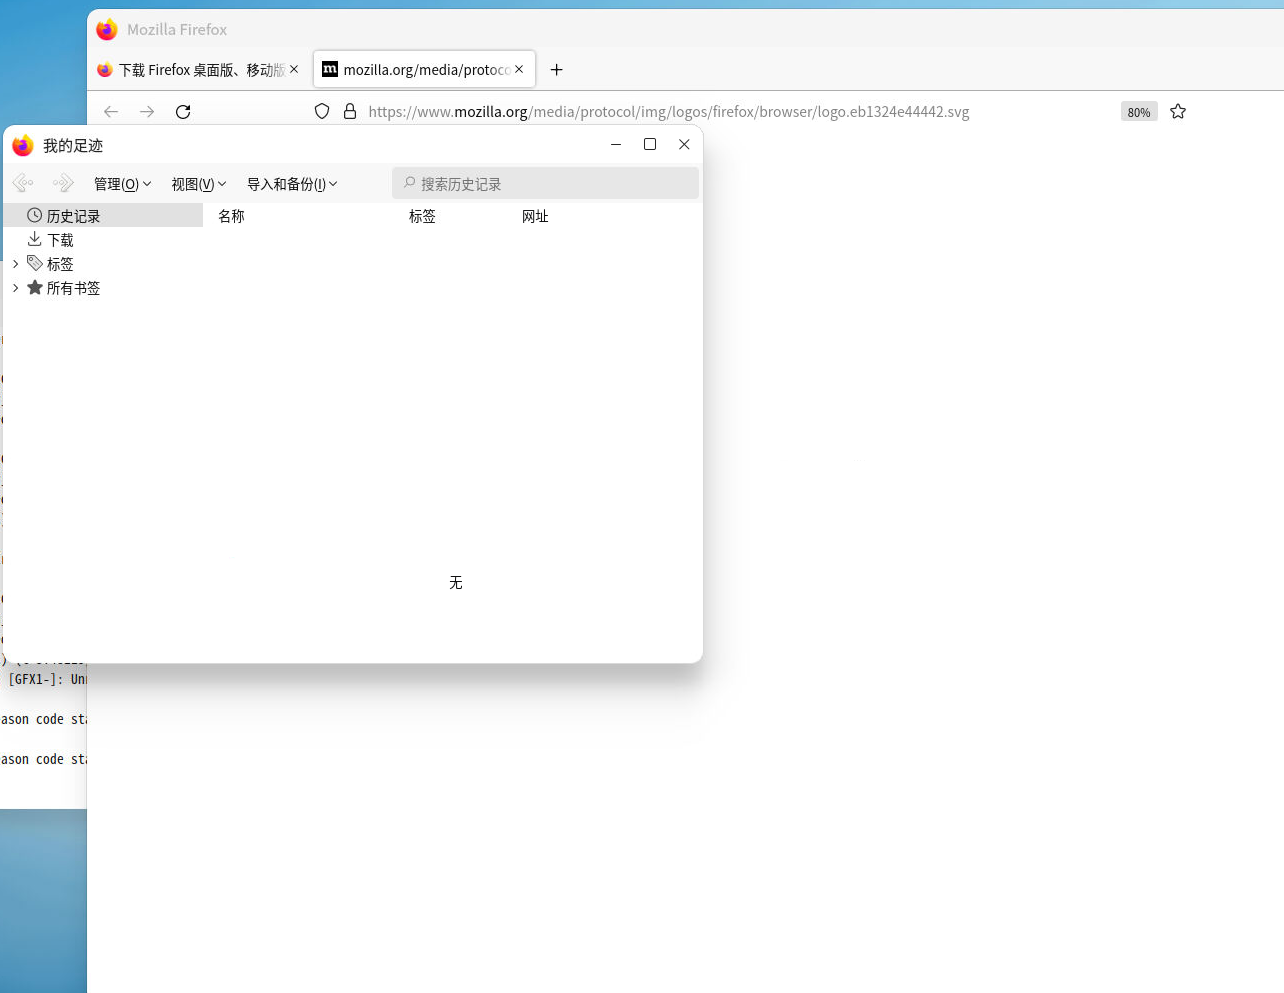 Mozilla Firefox
下载 Firefox 桌面版、移动版
mozilla.org/media/protoco
https://www.mozilla.org/media/protocol/img/logos/firefox/browser/logo.eb1324e44442.svg
80%
我的足迹
管理(O) 视图(V) 导入和备份(I)
搜索历史记录
历史记录
名称 标签 网址
下载
标签
所有书签
无
[GFX1-]: Un
ason code sta
ason code sta